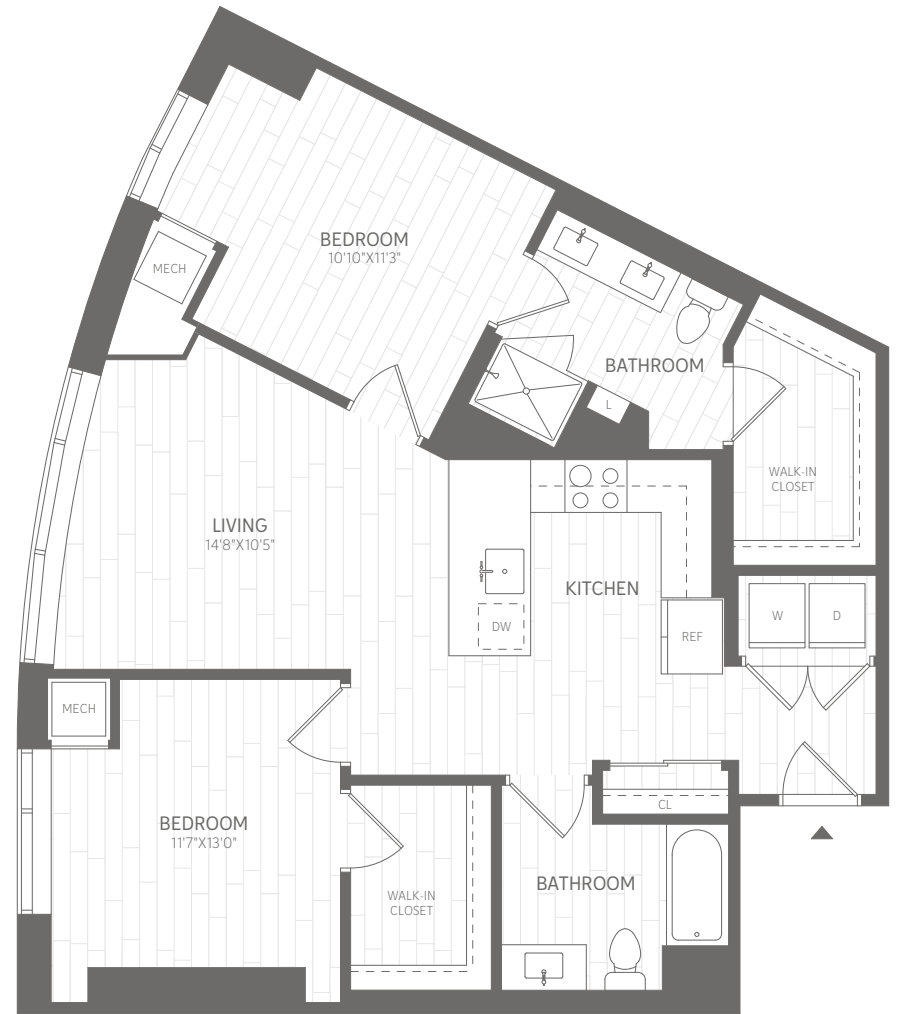 BEDROOM
10'10"X11'3"
MECH
BATHROOM
L
WALK-IN
CLOSET
LIVING
14'8"X10'5"
KITCHEN
DW
REF
W
D
MECH
CL
BEDROOM
11'7"X13'0"
WALK-IN
CLOSET
BATHROOM